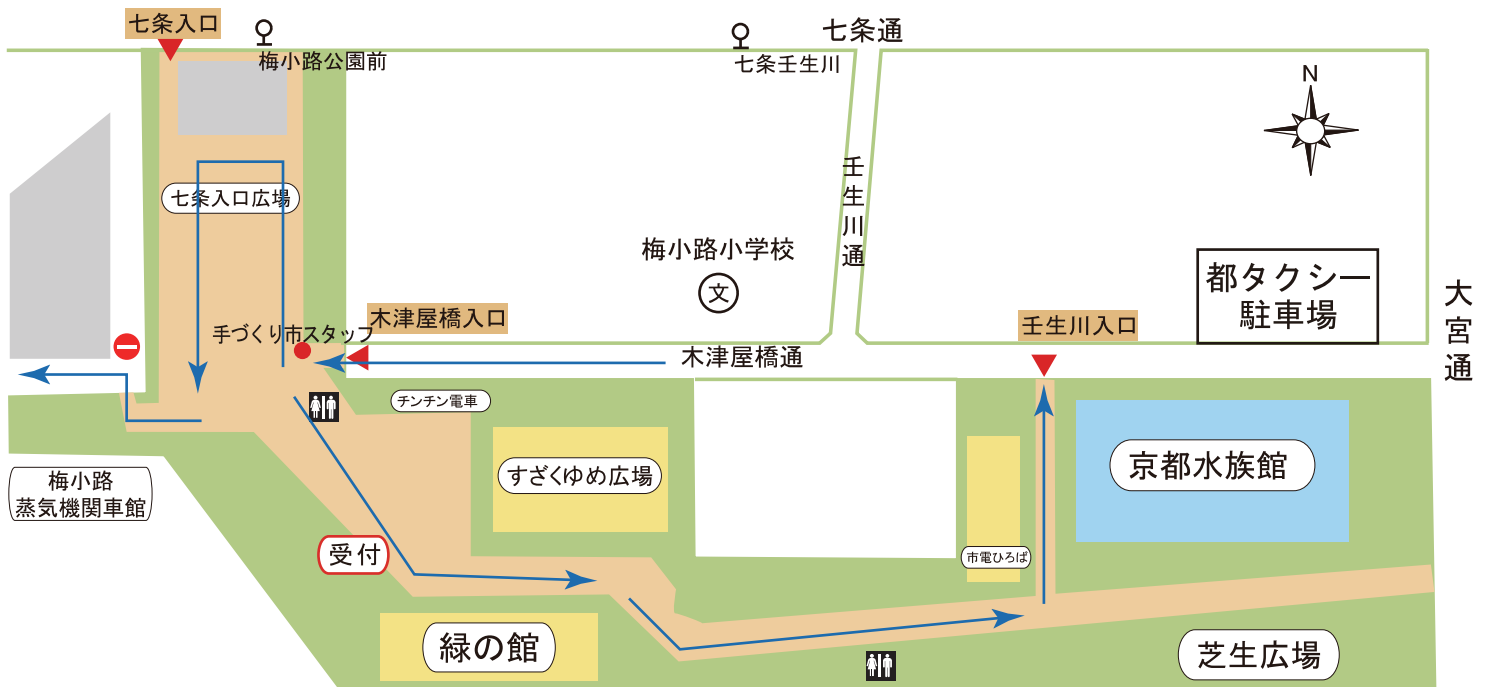 七条入口
梅小路公園前
七条壬生川
七条通
N
七条入口広場
壬生川通
梅小路小学校
文
都タクシー
駐車場
大宮通
手づくり市スタッフ
木津屋橋入口
壬生川入口
木津屋橋通
チンチン電車
すざくゆめ広場
京都水族館
梅小路
蒸気機関車館
受付
市電ひろば
緑の館
芝生広場